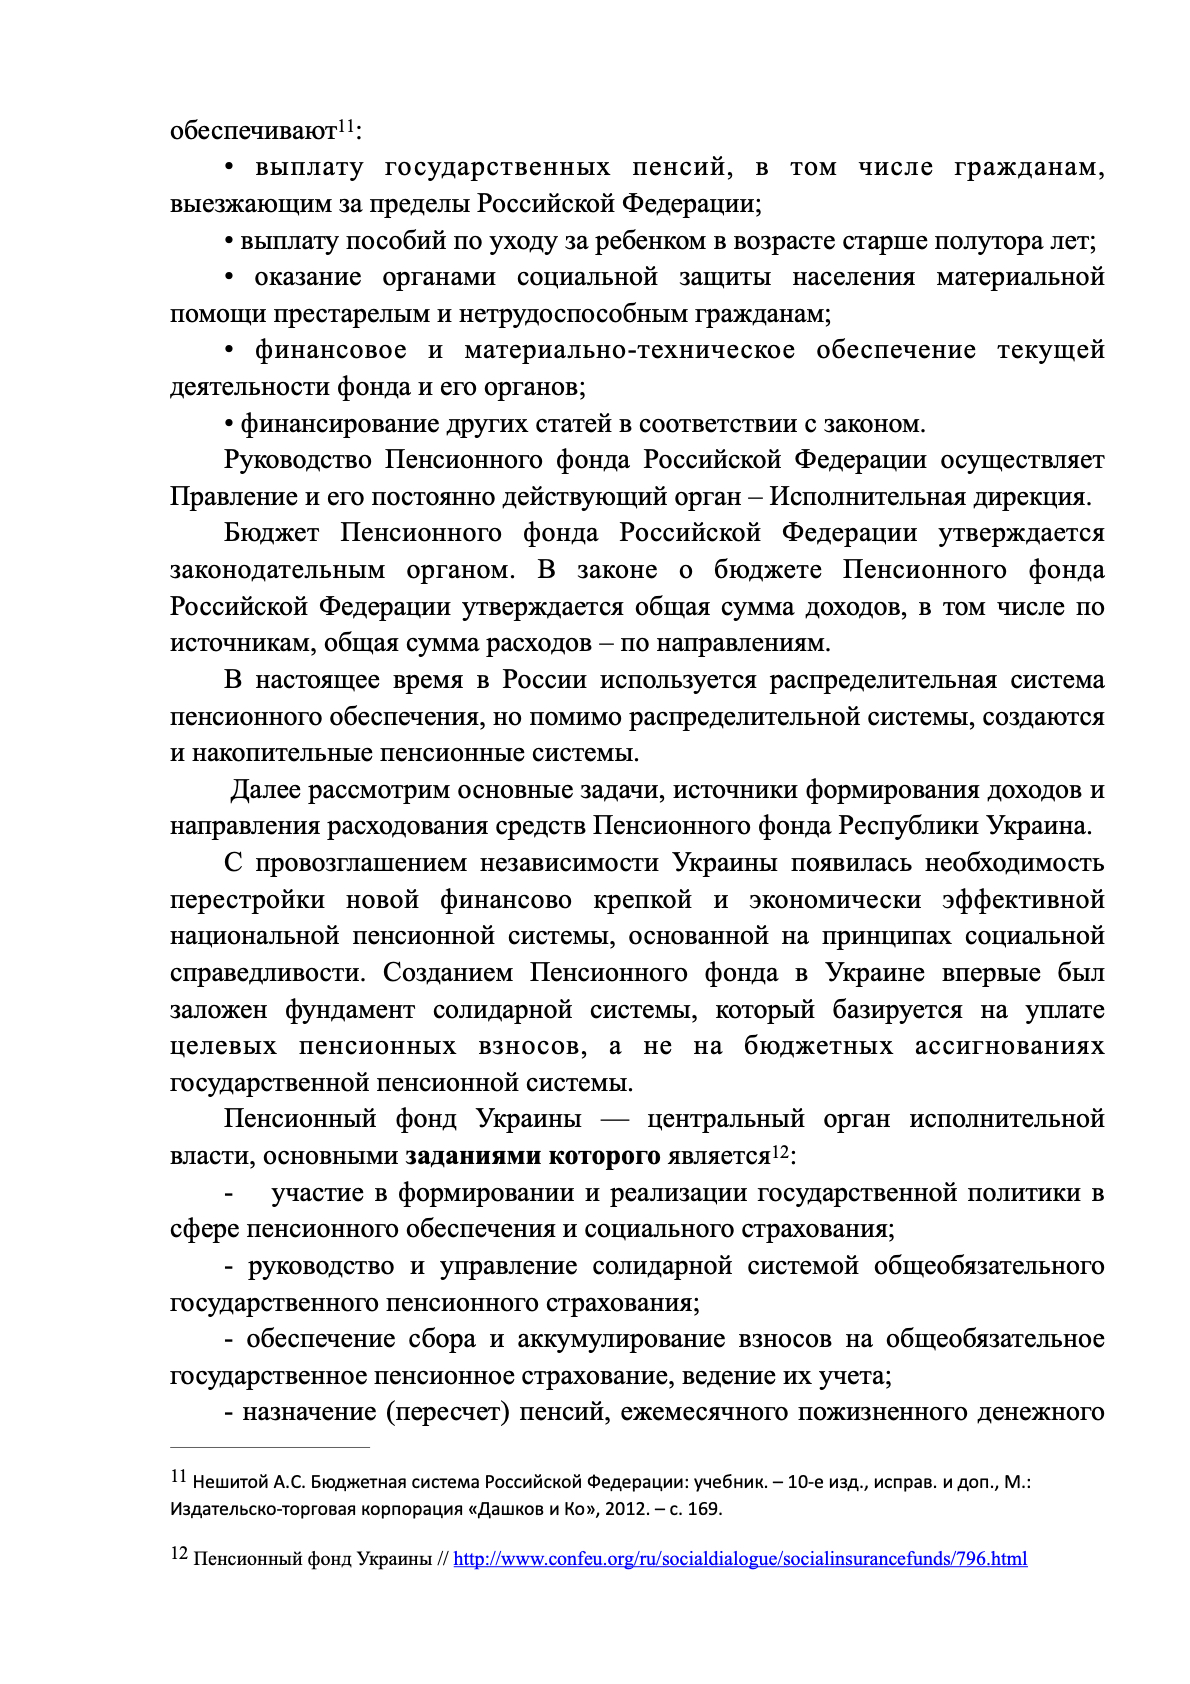 обеспечивают11:
• выплату государственных пенсий, в том числе гражданам,
выезжающим за пределы Российской Федерации;
• выплату пособий по уходу за ребенком в возрасте старше полутора лет;
• оказание органами социальной защиты населения материальной
помощи престарелым и нетрудоспособным гражданам;
• финансовое и материально-техническое обеспечение текущей
деятельности фонда и его органов;
• финансирование других статей в соответствии с законом.
Руководство Пенсионного фонда Российской Федерации осуществляет
Правление и его постоянно действующий орган – Исполнительная дирекция.
Бюджет Пенсионного фонда Российской Федерации утверждается
законодательным органом. В законе о бюджете Пенсионного фонда
Российской Федерации утверждается общая сумма доходов, в том числе по
источникам, общая сумма расходов – по направлениям.
В настоящее время в России используется распределительная система
пенсионного обеспечения, но помимо распределительной системы, создаются
и накопительные пенсионные системы.
Далее рассмотрим основные задачи, источники формирования доходов и
направления расходования средств Пенсионного фонда Республики Украина.
С провозглашением независимости Украины появилась необходимость
перестройки новой финансово крепкой и экономически эффективной
национальной пенсионной системы, основанной на принципах социальной
справедливости. Созданием Пенсионного фонда в Украине впервые был
заложен фундамент солидарной системы, который базируется на уплате
целевых пенсионных взносов, а не на бюджетных ассигнованиях
государственной пенсионной системы.
Пенсионный фонд Украины — центральный орган исполнительной
власти, основными заданиями которого является12:
- участие в формировании и реализации государственной политики в
сфере пенсионного обеспечения и социального страхования;
- руководство и управление солидарной системой общеобязательного
государственного пенсионного страхования;
- обеспечение сбора и аккумулирование взносов на общеобязательное
государственное пенсионное страхование, ведение их учета;
- назначение (пересчет) пенсий, ежемесячного пожизненного денежного
11 Нешитой А.С. Бюджетная система Российской Федерации: учебник. – 10-е изд., исправ. и доп., М.:
Издательско-торговая корпорация «Дашков и Ко», 2012. – с. 169.
12 Пенсионный фонд Украины // http://www.confeu.org/ru/socialdialogue/socialinsurancefunds/796.html